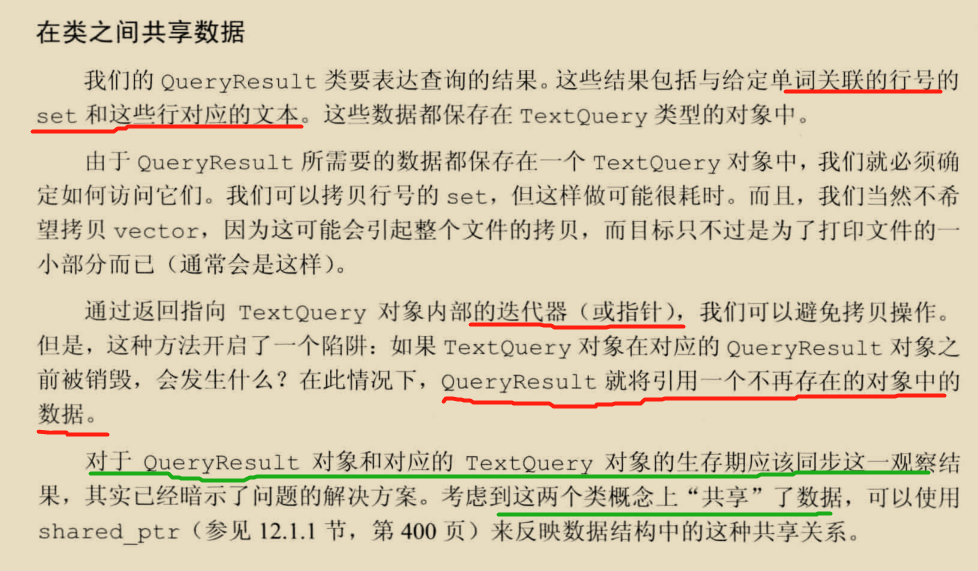 在类之间共享数据
我们的 QueryResult 类要表达查询的结果。这些结果包括与给定单词关联的行号的
set 和这些行对应的文本。这些数据都保存在 TextQuery 类型的对象中。
由于 QueryResult 所需要的数据都保存在一个 TextQuery 对象中，我们就必须确
定如何访问它们。我们可以拷贝行号的 set，但这样做可能很耗时。而且，我们当然不希
望拷贝 vector，因为这可能会引起整个文件的拷贝，而目标只不过是为了打印文件的一
小部分而已（通常会是这样）。
通过返回指向 TextQuery 对象内部的迭代器（或指针），我们可以避免拷贝操作。
但是，这种方法开启了一个陷阱：如果 TextQuery 对象在对应的 QueryResult 对象之
前被销毁，会发生什么？在此情况下，QueryResult 就将引用一个不再存在的对象中的
数据。
对于 QueryResult 对象和对应的 TextQuery 对象的生存期应该同步这一观察结
果，其实已经暗示了问题的解决方案。考虑到这两个类概念上“共享”了数据，可以使用
shared_ptr（参见 12.1.1 节，第 400 页）来反映数据结构中的这种共享关系。